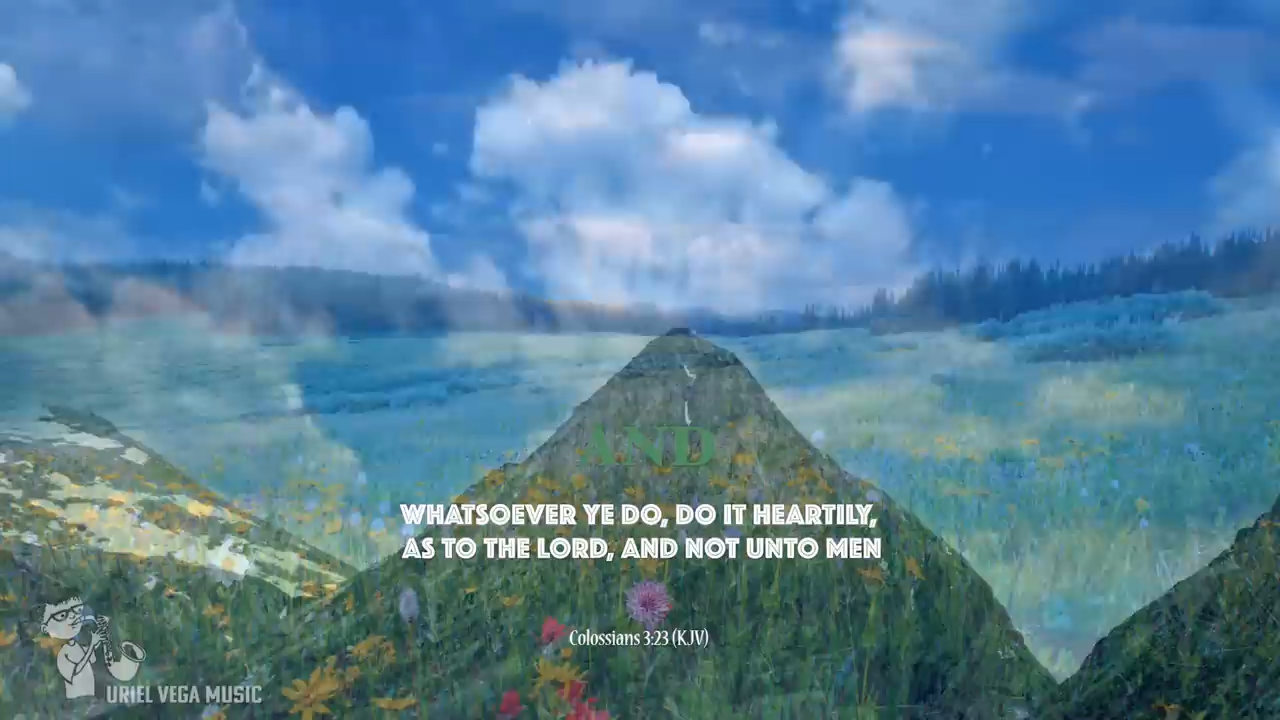 AND
WHATSOEVER YE DO, DO IT HEARTILY,
AS TO THE LORD, AND NOT UNTO MEN
Colossians 3:23 (KJV)
URIEL VEGA MUSIC